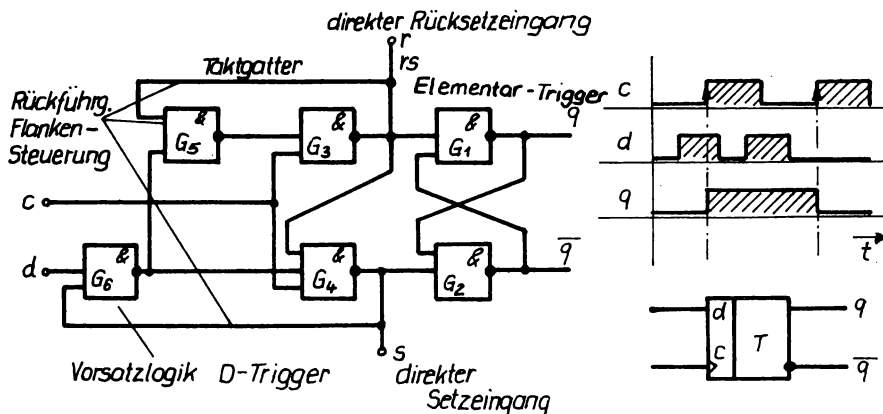 direkter Rücksetzeingang
r
rs
Taktgatter
Elementar-Trigger
Rückführg.
Flanken-
Steuerung
&
G5
&
G3
&
G1
q
c
d
&
G6
&
G4
&
G2
q̅
s
Vorsatzlogik
D-Trigger
direkter
Setzeingang
c
d
q
t
d
c
T
q
q̅